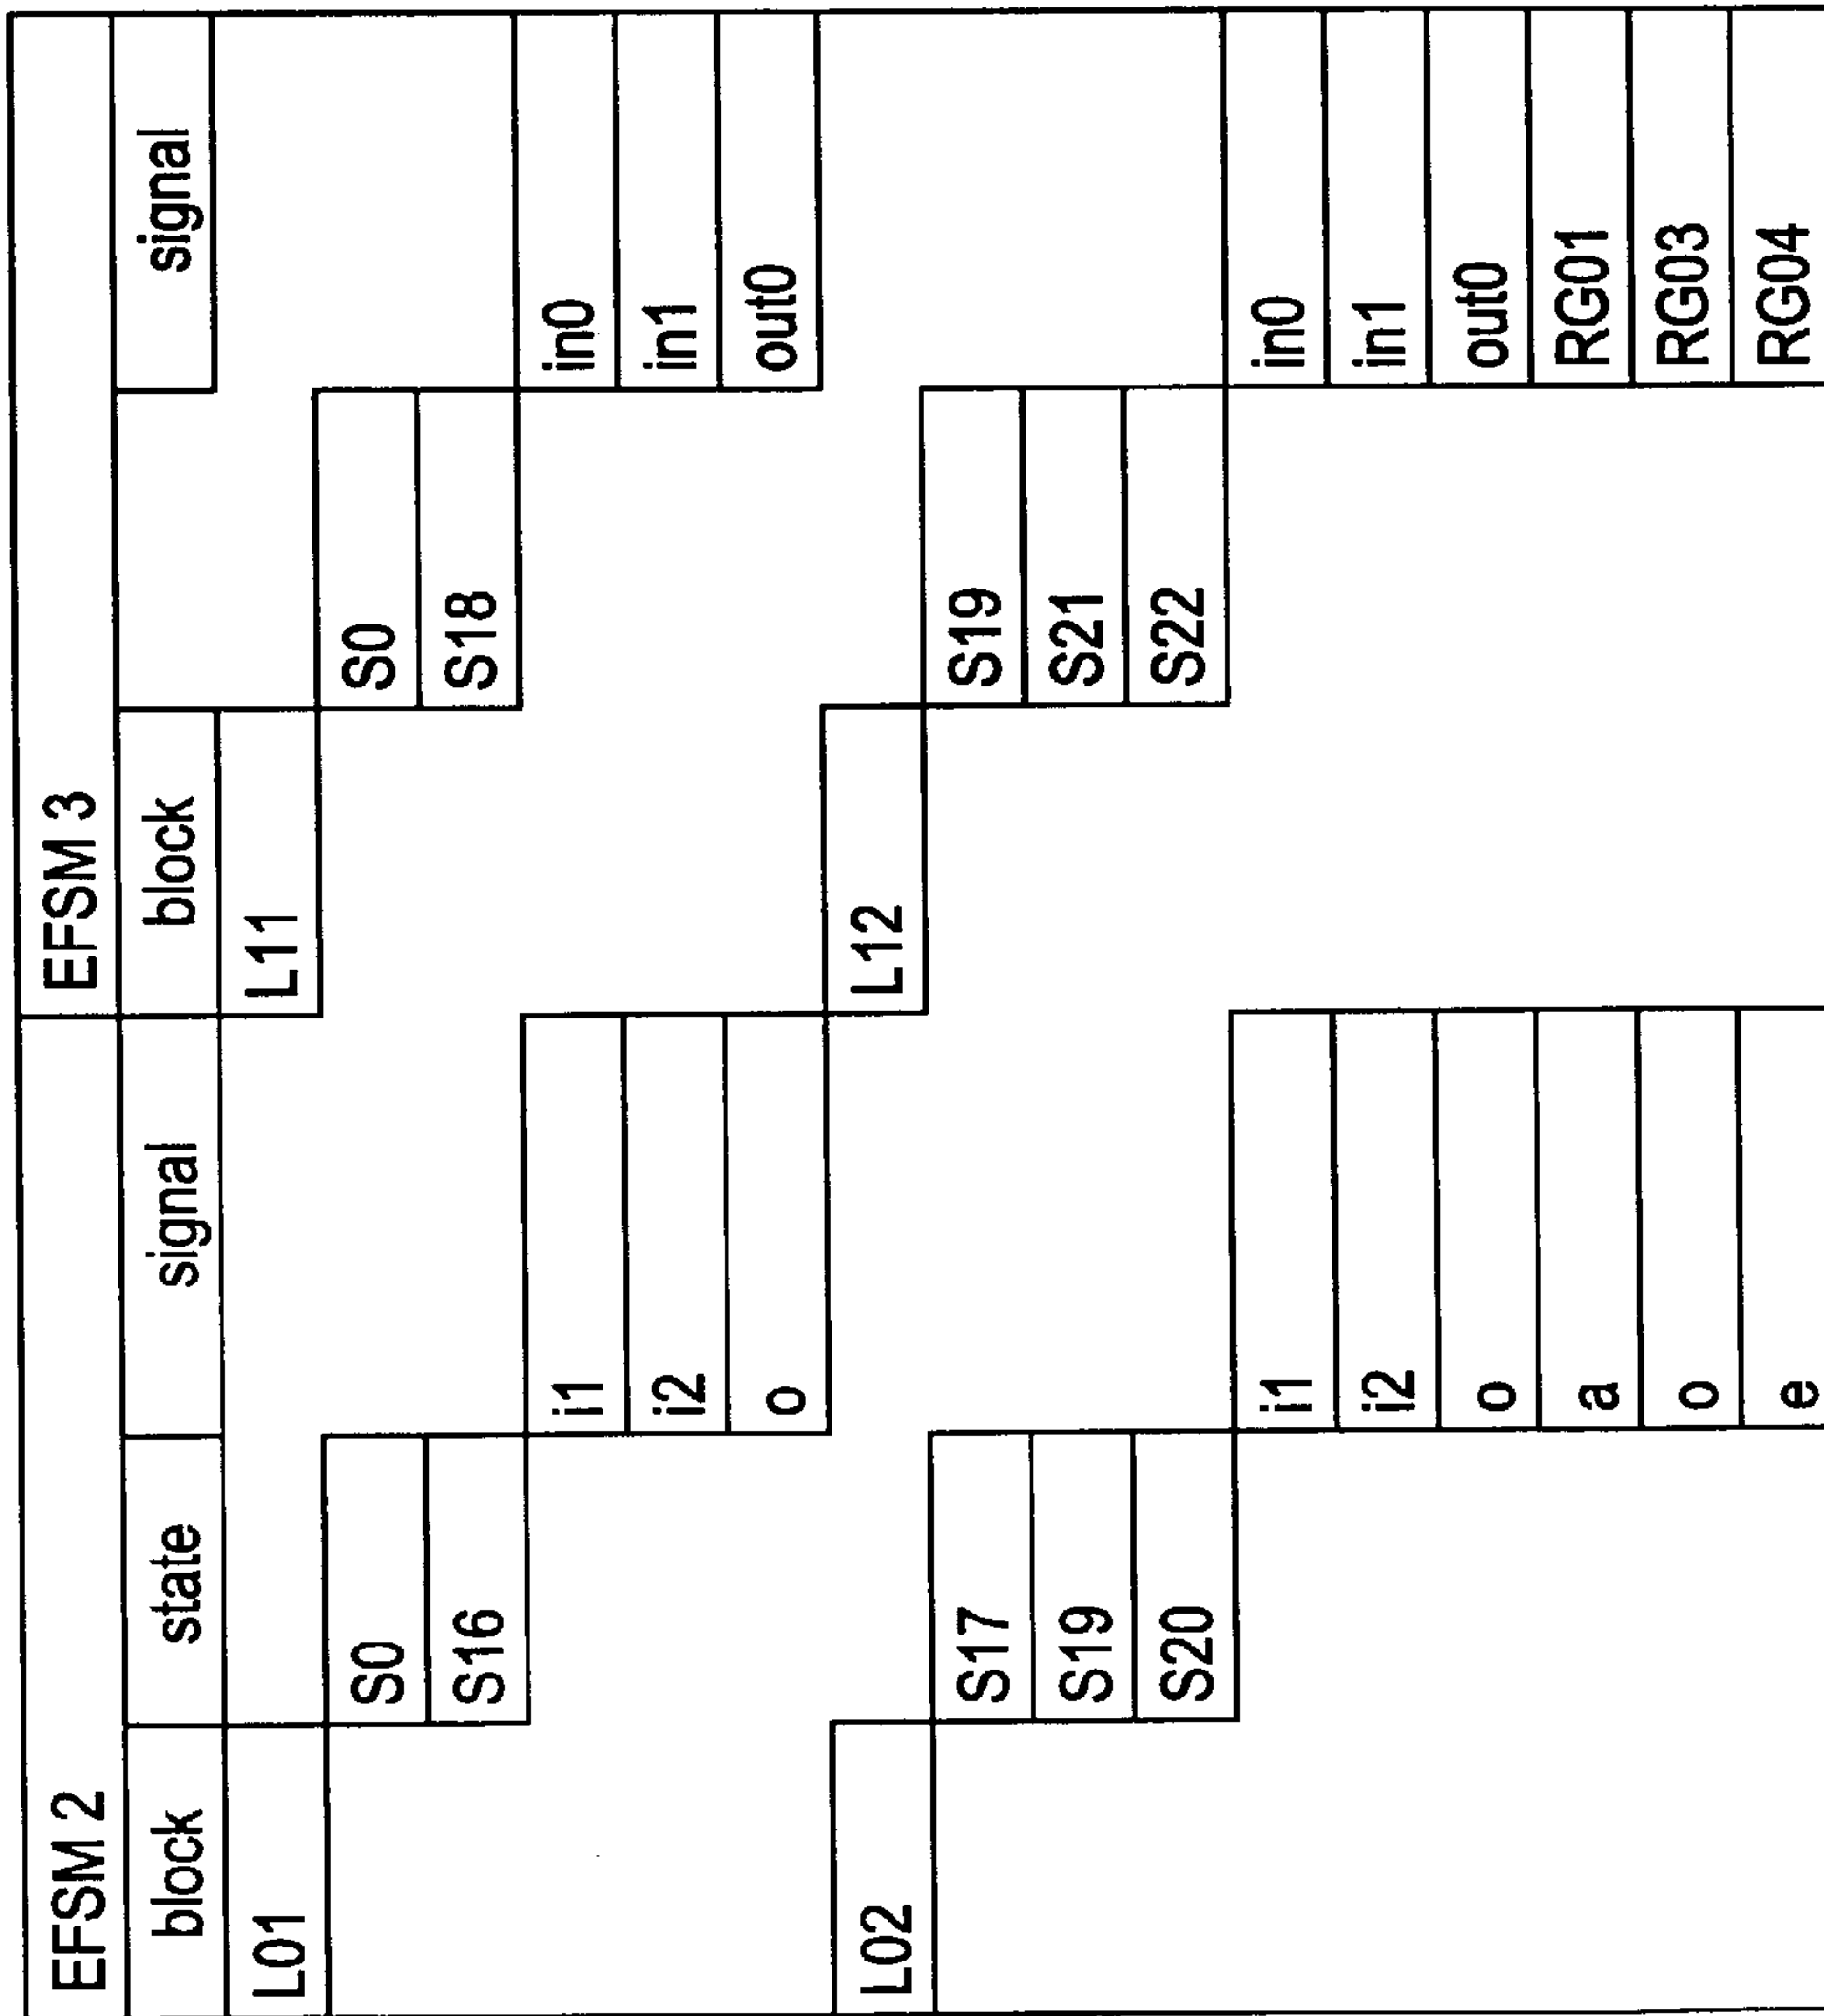 EFSM 2 EFSM 3
block state signal block signal
L01 L11
S0 S0
S16 S18
i1 in0
i2 in1
o out0
L02 L12
S17 S19
S19 S21
S20 S22
i1 in0
i2 in1
o out0
a RG01
o RG03
e RG04